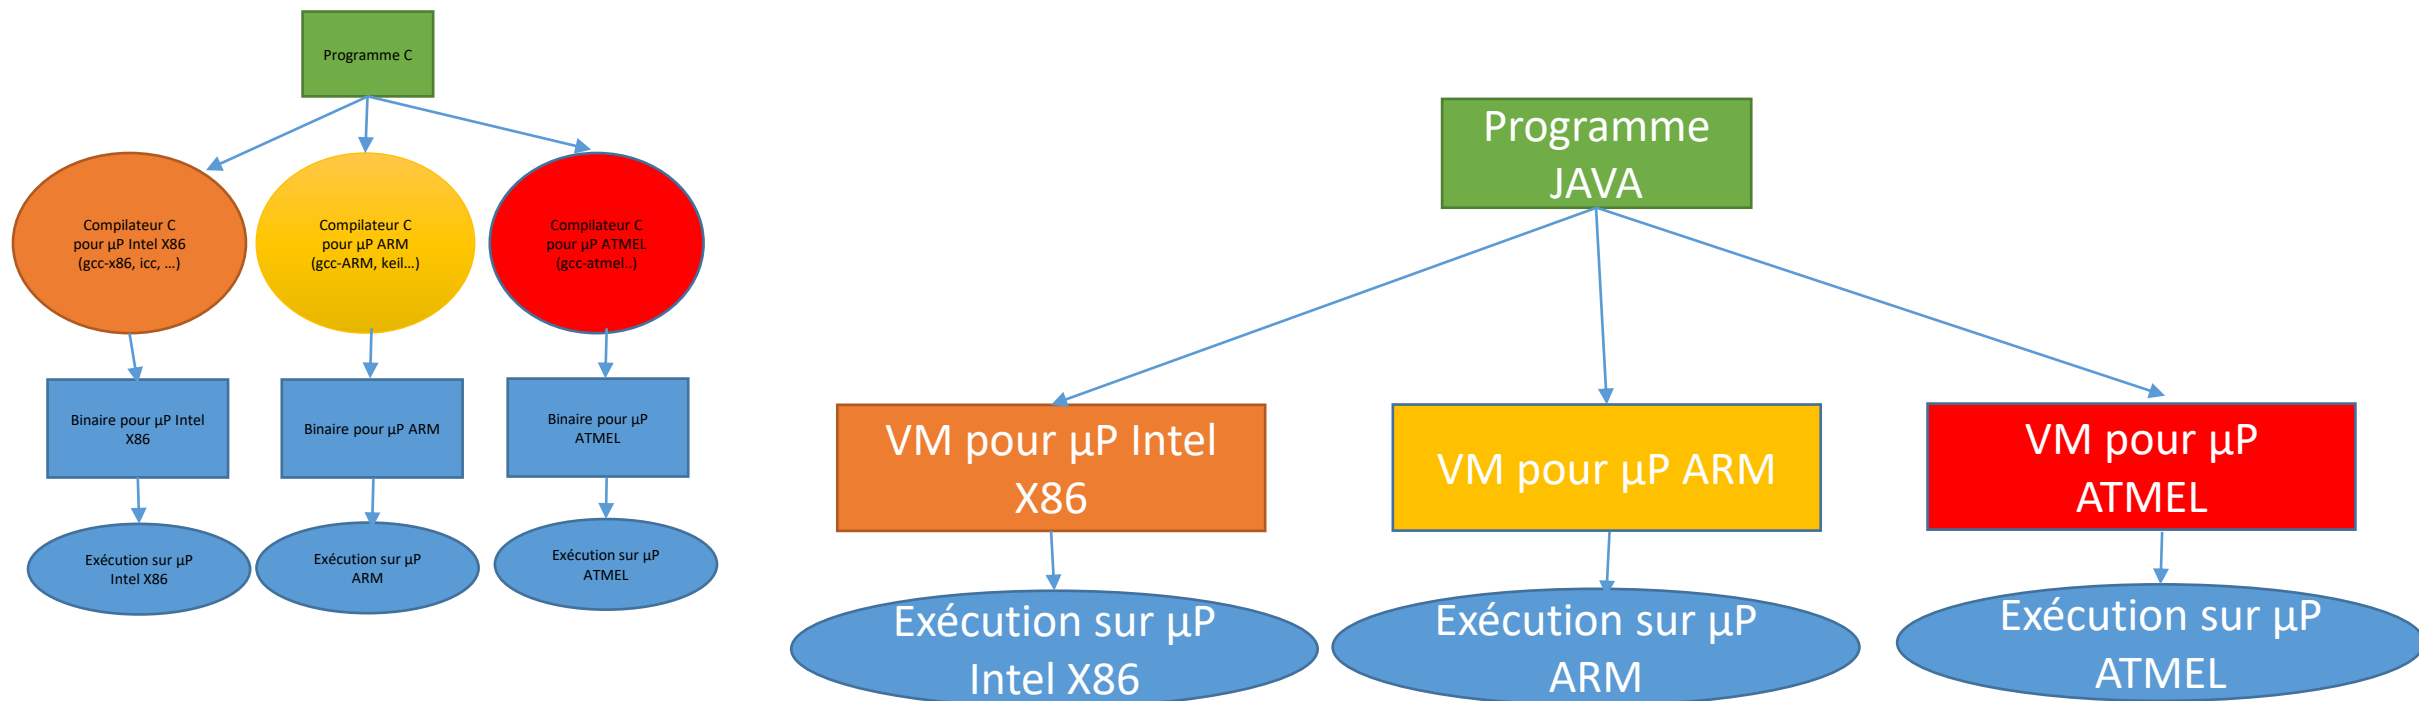 Programme C
Compilateur C
pour µP Intel X86
(gcc-x86, icc, …)
Compilateur C
pour µP ARM
(gcc-ARM, keil…)
Compilateur C
pour µP ATMEL
(gcc-atmel..)
Binaire pour µP Intel
X86
Binaire pour µP ARM
Binaire pour µP
ATMEL
Exécution sur µP
Intel X86
Exécution sur µP
ARM
Exécution sur µP
ATMEL
Programme
JAVA
VM pour µP Intel
X86
VM pour µP ARM
VM pour µP
ATMEL
Exécution sur µP
Intel X86
Exécution sur µP
ARM
Exécution sur µP
ATMEL